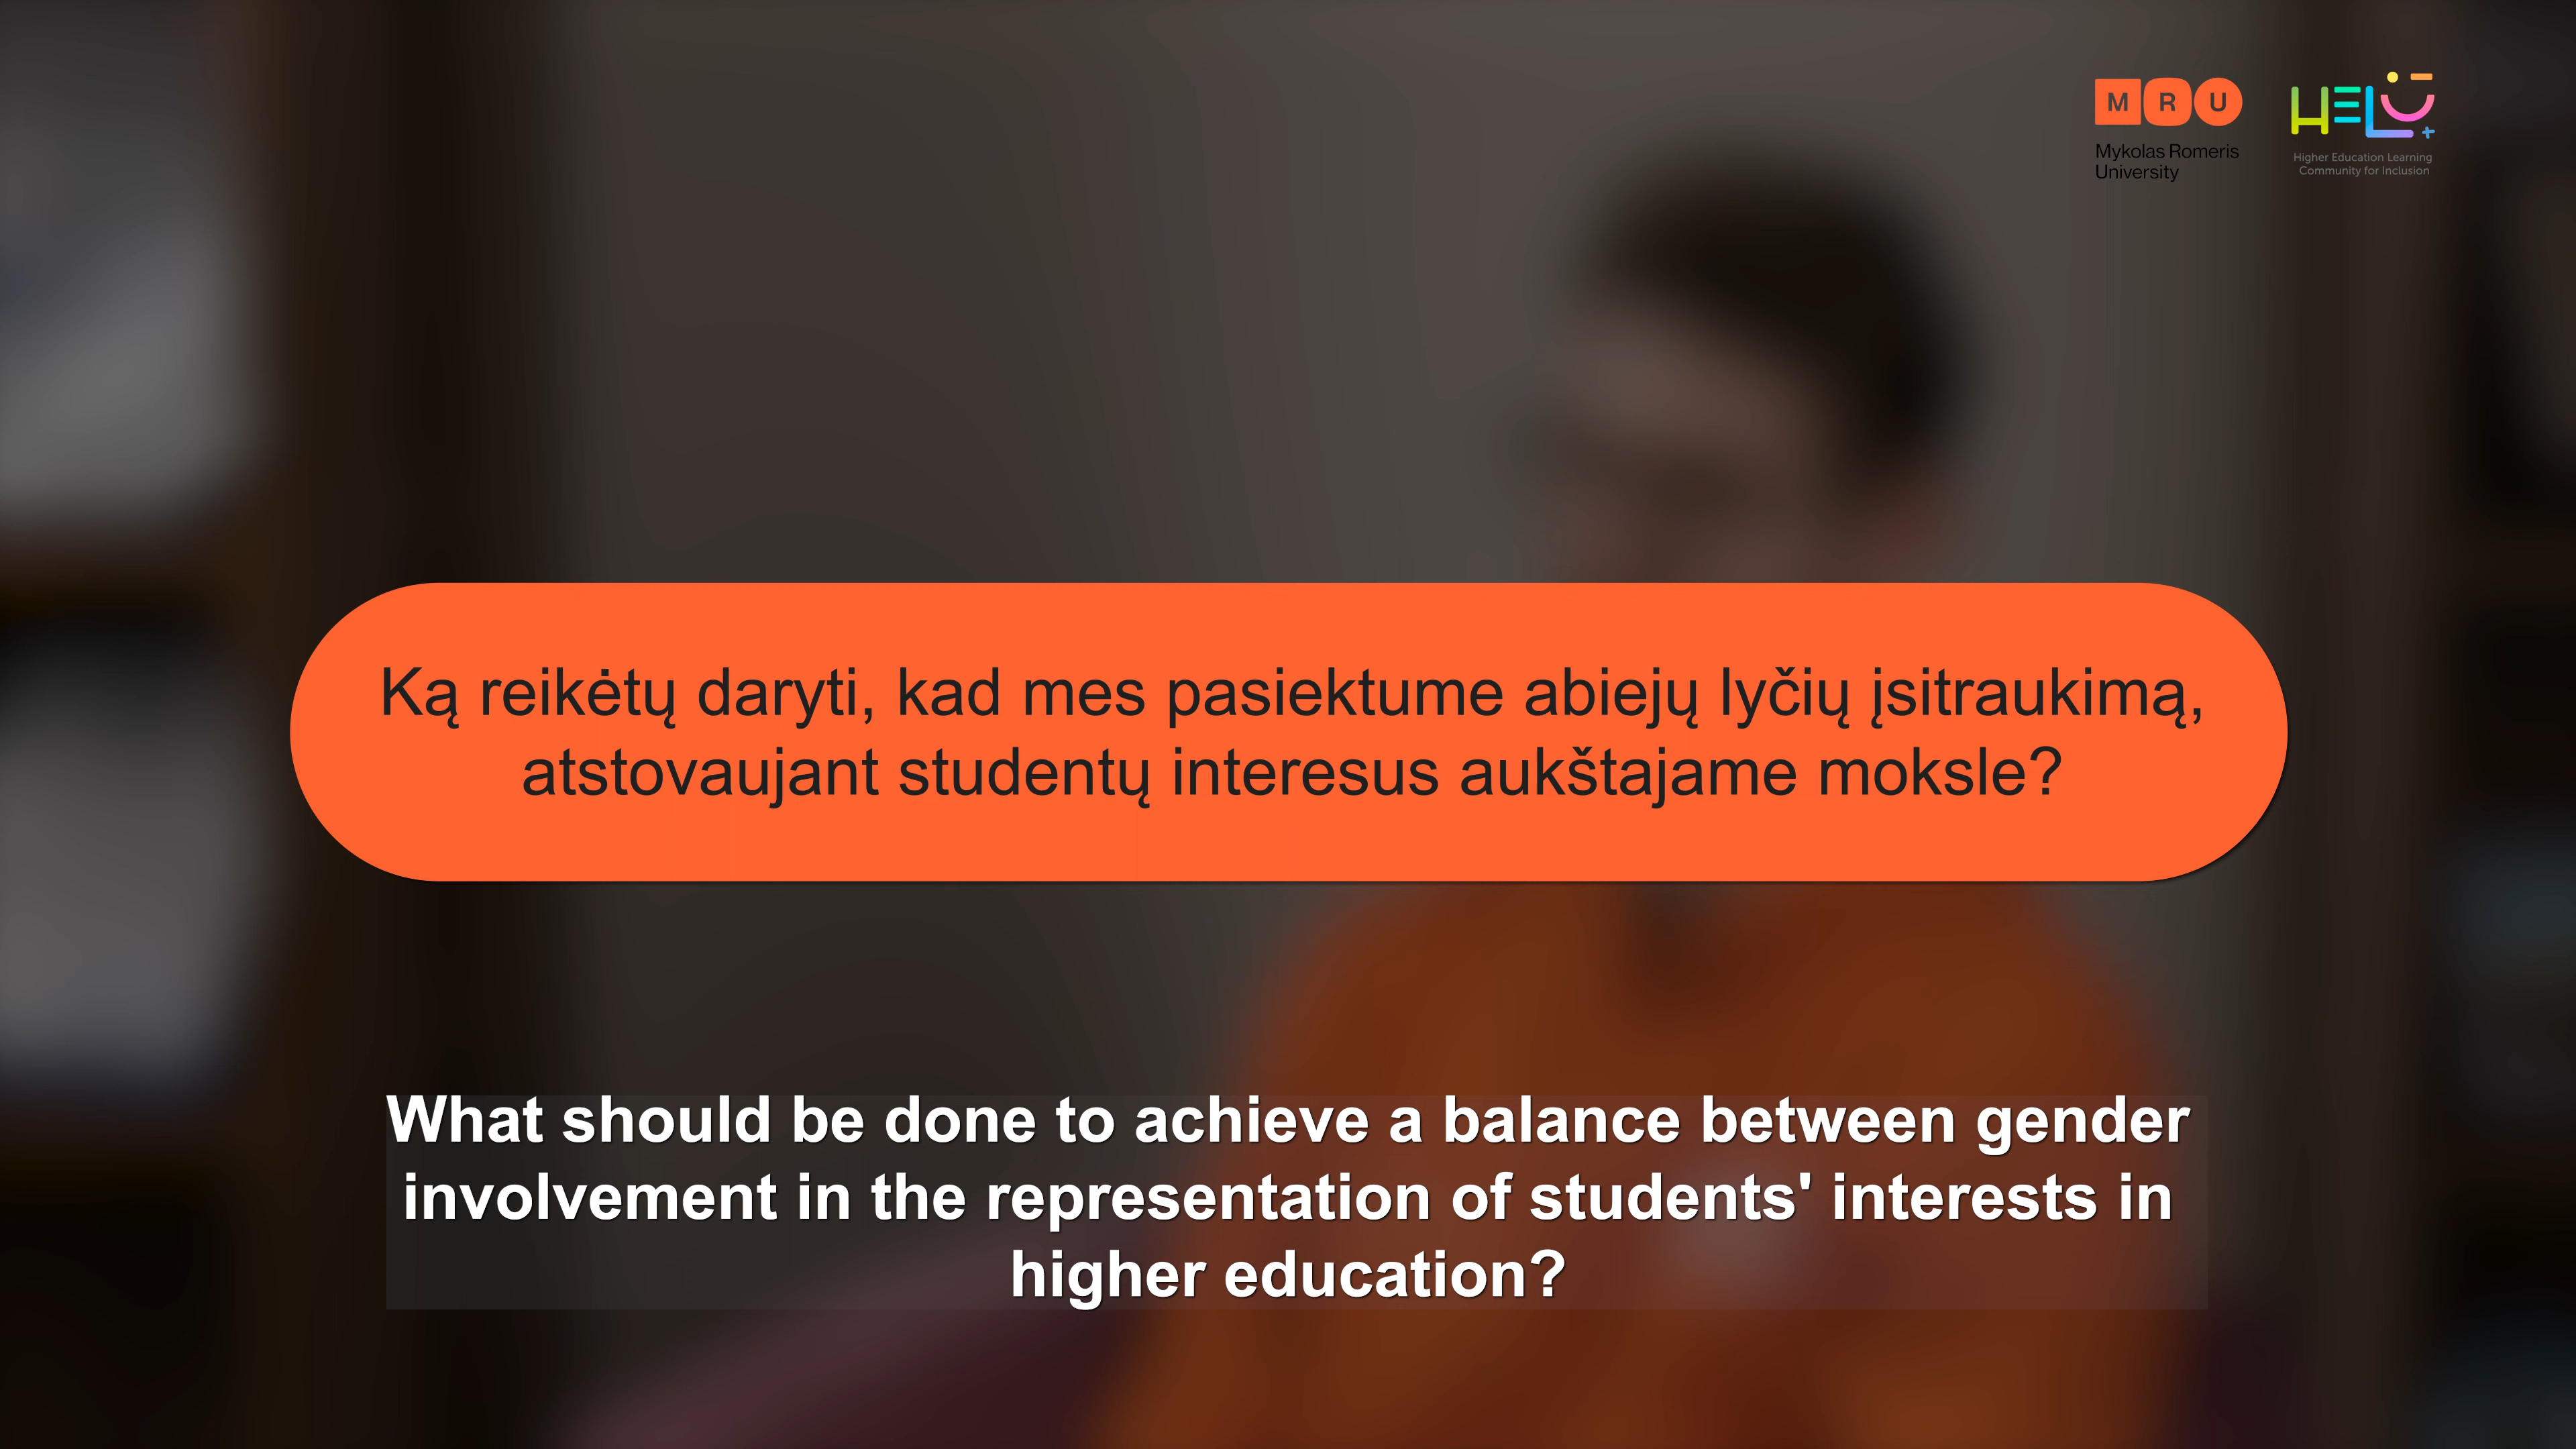 M R U
Mykolas Romeris
University
HELC+
Higher Education Learning
Community for Inclusion
Ką reikėtų daryti, kad mes pasiektume abiejų lyčių įsitraukimą,
atstovaujant studentų interesus aukštajame moksle?
What should be done to achieve a balance between gender
involvement in the representation of students' interests in
higher education?